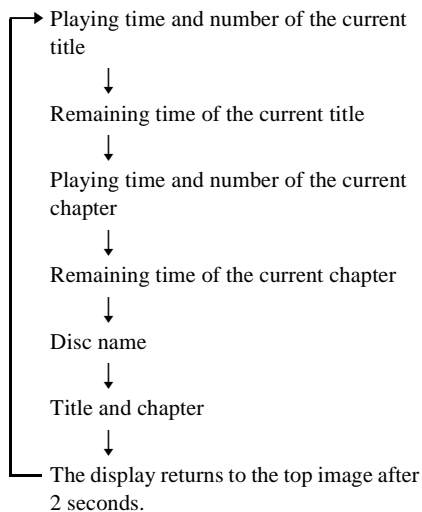 Playing time and number of the current
title
Remaining time of the current title
Playing time and number of the current
chapter
Remaining time of the current chapter
Disc name
Title and chapter
The display returns to the top image after
2 seconds.